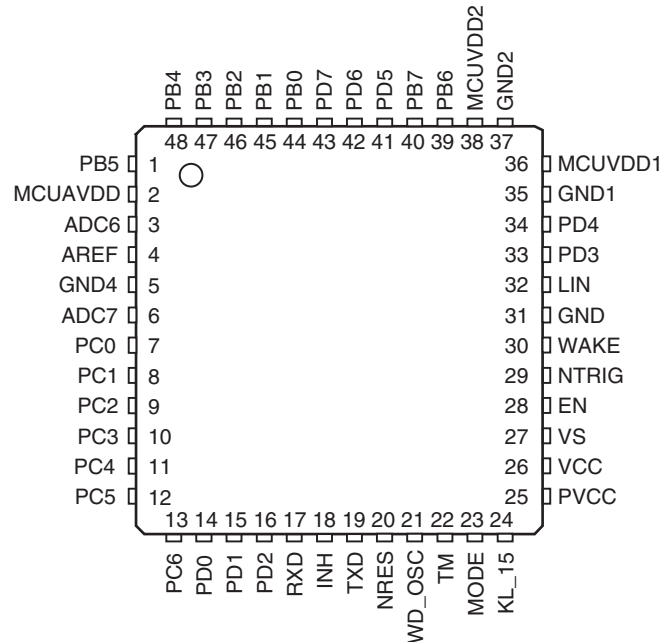 PB4 PB3 PB2 PB1 PB0 PD7 PD6 PD5 PB7 PB6 MCUVDD2 GND2
48 47 46 45 44 43 42 41 40 39 38 37
PB5 1 36 MCUVDD1
MCUAVDD 2 35 GND1
ADC6 3 34 PD4
AREF 4 33 PD3
GND4 5 32 LIN
ADC7 6 31 GND
PC0 7 30 WAKE
PC1 8 29 NTRIG
PC2 9 28 EN
PC3 10 27 VS
PC4 11 26 VCC
PC5 12 25 PVCC
13 14 15 16 17 18 19 20 21 22 23 24
PC6 PD0 PD1 PD2 RXD INH TXD NRES WD_OSC TM MODE KL_15